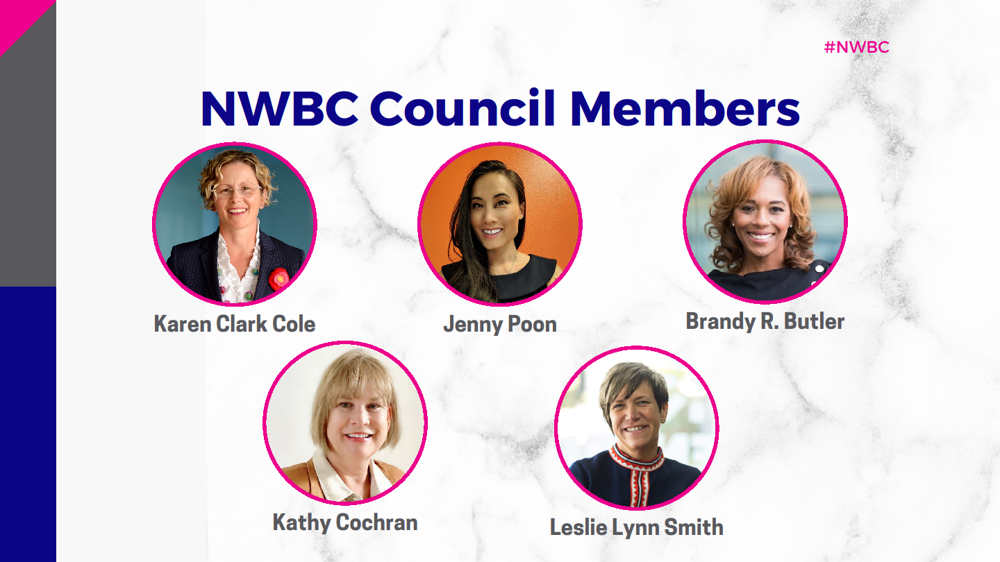 #NWBC
NWBC Council Members
Karen Clark Cole
Jenny Poon
Brandy R. Butler
Kathy Cochran
Leslie Lynn Smith